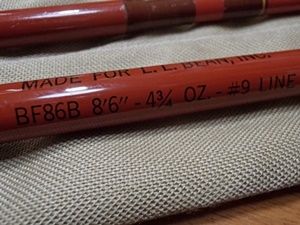 MADE FOR L. L. BEAN, INC.
BF86B 8'6" - 4¾ OZ. - #9 LINE